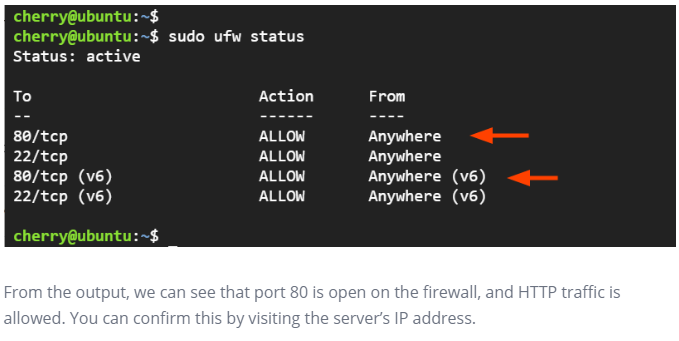 cherry@ubuntu:~$
cherry@ubuntu:~$ sudo ufw status
Status: active
To Action From
-- ------ ----
80/tcp ALLOW Anywhere
22/tcp ALLOW Anywhere
80/tcp (v6) ALLOW Anywhere (v6)
22/tcp (v6) ALLOW Anywhere (v6)
cherry@ubuntu:~$
From the output, we can see that port 80 is open on the firewall, and HTTP traffic is
allowed. You can confirm this by visiting the server’s IP address.